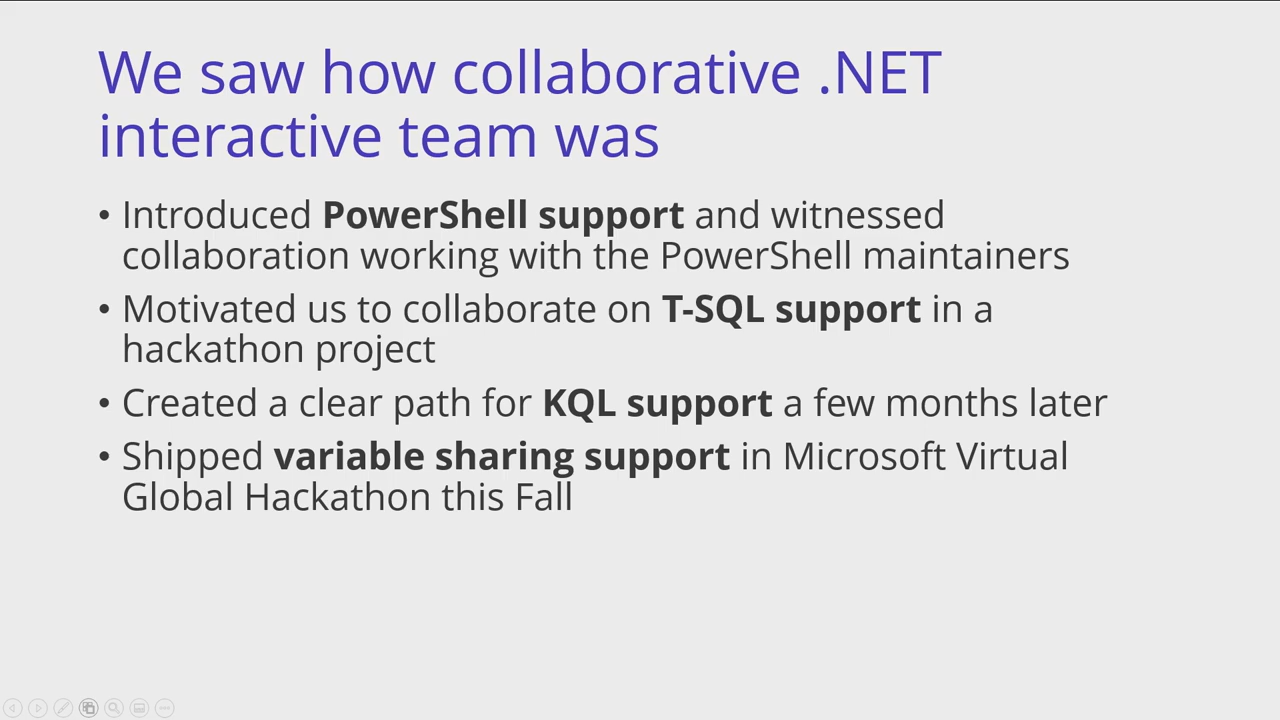 We saw how collaborative .NET
interactive team was
• Introduced PowerShell support and witnessed
collaboration working with the PowerShell maintainers
• Motivated us to collaborate on T-SQL support in a
hackathon project
• Created a clear path for KQL support a few months later
• Shipped variable sharing support in Microsoft Virtual
Global Hackathon this Fall